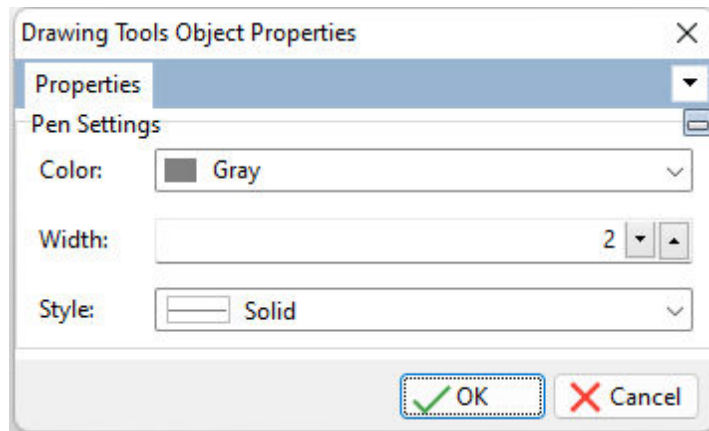 Drawing Tools Object Properties
Properties
Pen Settings
Color: Gray
Width: 2
Style: Solid
OK Cancel